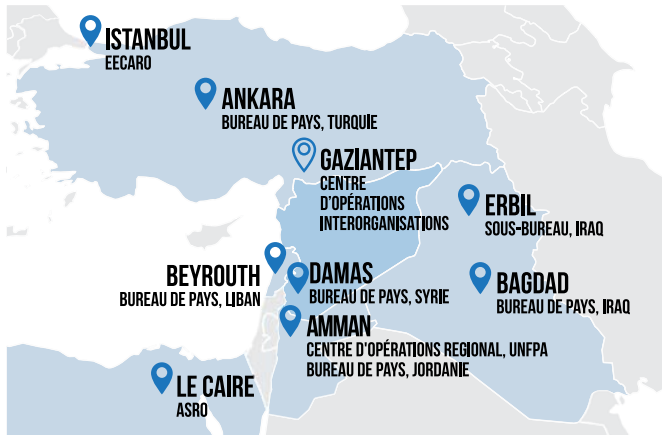 ISTANBUL
EECARO
ANKARA
BUREAU DE PAYS, TURQUIE
GAZIANTEP
CENTRE
D'OPÉRATIONS
INTERORGANISATIONS
ERBIL
SOUS-BUREAU, IRAQ
BEYROUTH
BUREAU DE PAYS, LIBAN
DAMAS
BUREAU DE PAYS, SYRIE
BAGDAD
BUREAU DE PAYS, IRAQ
AMMAN
CENTRE D'OPÉRATIONS REGIONAL, UNFPA
BUREAU DE PAYS, JORDANIE
LE CAIRE
ASRO